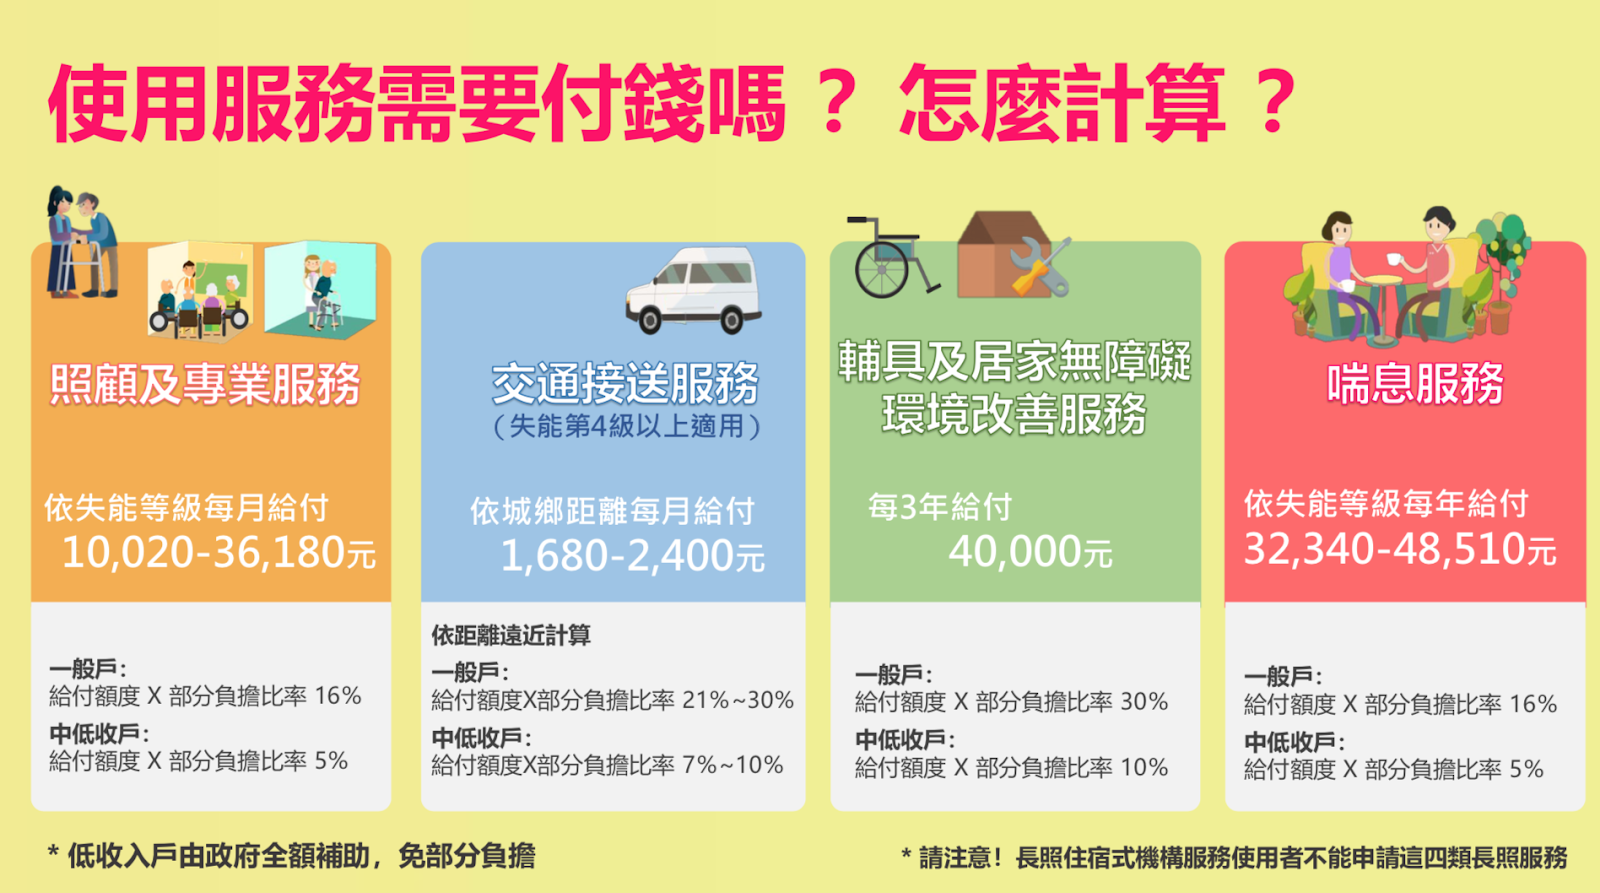 使用服務需要付錢嗎？ 怎麼計算？
照顧及專業服務
依失能等級每月給付
10,020-36,180元
一般戶：
給付額度 X 部分負擔比率 16%
中低收戶：
給付額度 X 部分負擔比率 5%
交通接送服務
（失能第4級以上適用）
依城鄉距離每月給付
1,680-2,400元
依距離遠近計算
一般戶：
給付額度X部分負擔比率 21%~30%
中低收戶：
給付額度X部分負擔比率 7%~10%
輔具及居家無障礙
環境改善服務
每3年給付
40,000元
一般戶：
給付額度 X 部分負擔比率 30%
中低收戶：
給付額度 X 部分負擔比率 10%
喘息服務
依失能等級每年給付
32,340-48,510元
一般戶：
給付額度 X 部分負擔比率 16%
中低收戶：
給付額度 X 部分負擔比率 5%
* 低收入戶由政府全額補助，免部分負擔
* 請注意！長照住宿式機構服務使用者不能申請這四類長照服務